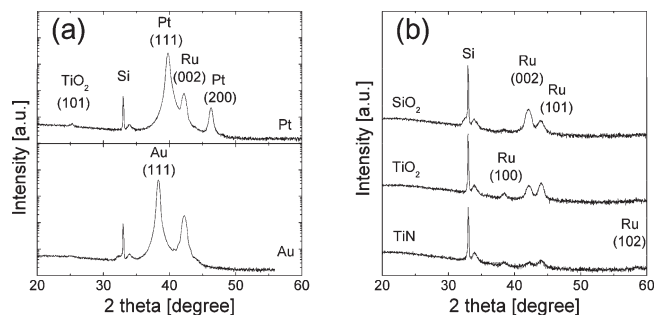 (a)
Pt
(111)
Ru
(002)
Pt
(200)
TiO2
(101)
Si
Pt
Au
(111)
Au
Intensity [a.u.]
20 30 40 50 60
2 theta [degree]
(b)
Si
Ru
(002)
Ru
(101)
SiO2
Ru
(100)
TiO2
Ru
(102)
TiN
Intensity [a.u.]
20 30 40 50 60
2 theta [degree]